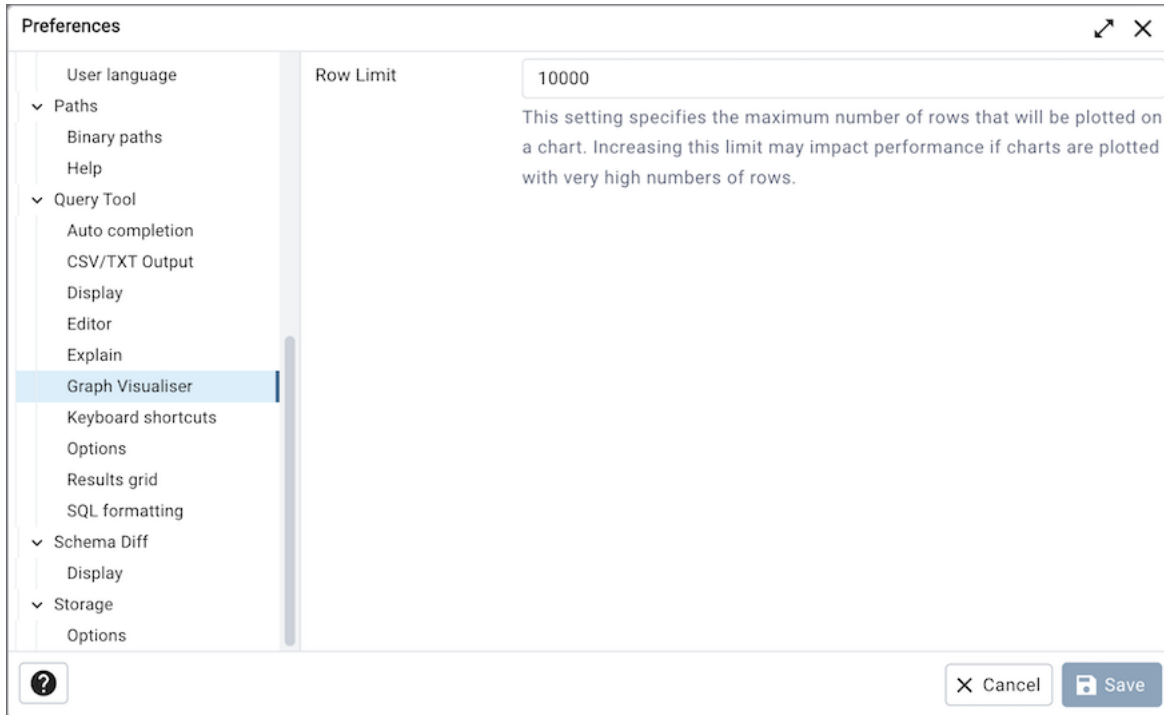 Preferences
User language
Paths
Binary paths
Help
Query Tool
Auto completion
CSV/TXT Output
Display
Editor
Explain
Graph Visualiser
Keyboard shortcuts
Options
Results grid
SQL formatting
Schema Diff
Display
Storage
Options
Row Limit
10000
This setting specifies the maximum number of rows that will be plotted on
a chart. Increasing this limit may impact performance if charts are plotted
with very high numbers of rows.
?
Cancel
Save